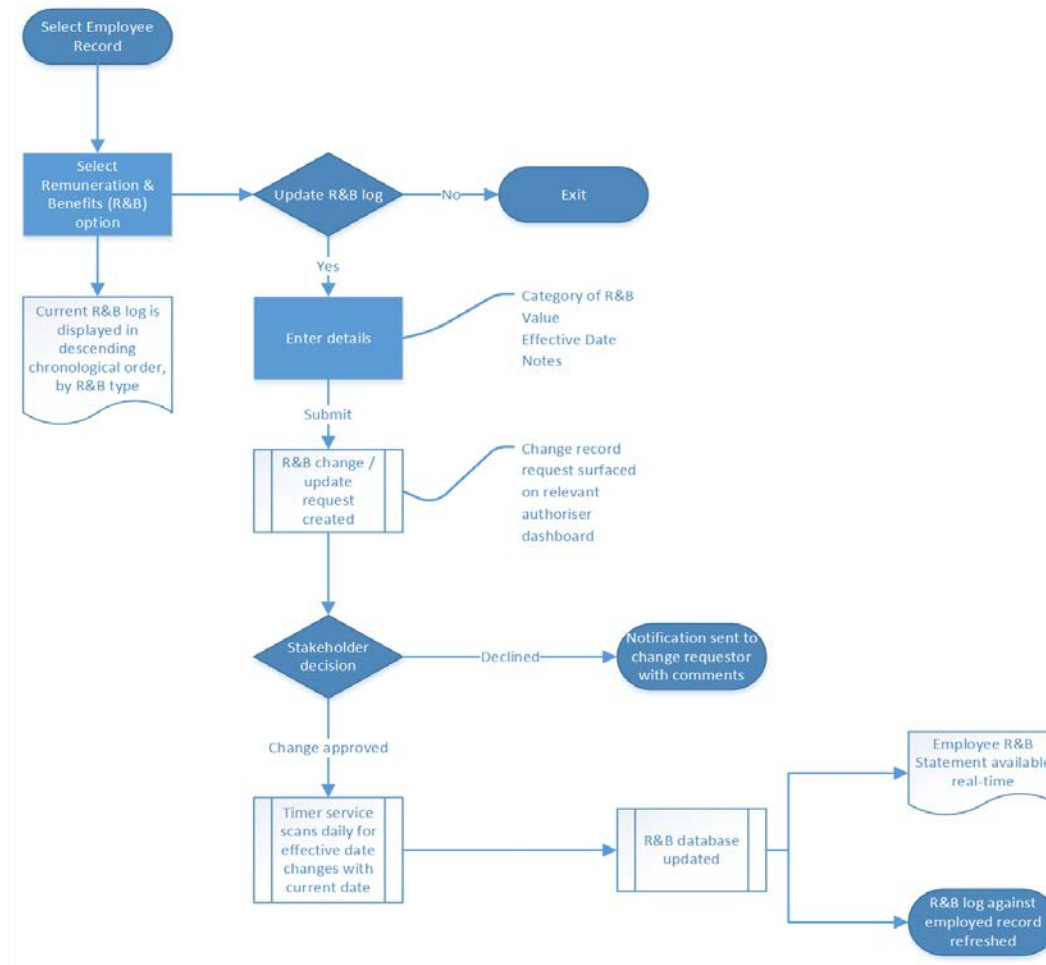 Select Employee
Record
Select
Remuneration &
Benefits (R&B)
option
Update R&B log
No
Exit
Yes
Current R&B log is
displayed in
descending
chronological order,
by R&B type
Enter details
Category of R&B
Value
Effective Date
Notes
Submit
R&B change /
update
request
created
Change record
request surfaced
on relevant
authoriser
dashboard
Stakeholder
decision
Declined
Notification sent to
change requestor
with comments
Change approved
Timer service
scans daily for
effective date
changes with
current date
R&B database
updated
Employee R&B
Statement available
real-time
R&B log against
employed record
refreshed